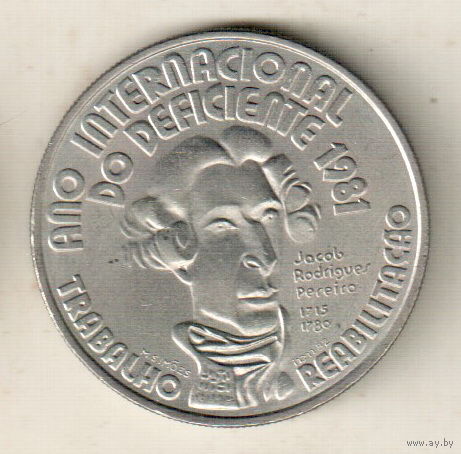 ANO INTERNACIONAL
DO DEFICIENTE 1981
TRABALHO
REABILITAÇÃO
Jacob
Rodrigues
Pereira
1715
1780
www.ay.by